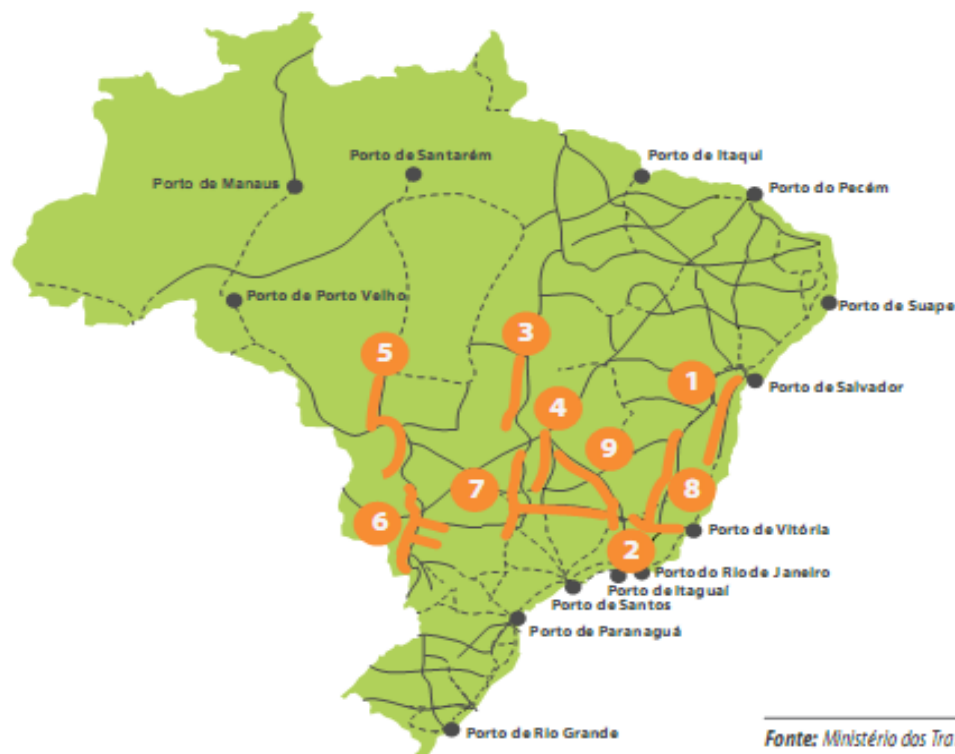 Porto de Santarém
Porto de Itaqui
Porto de Manaus
Porto do Pecém
Porto de Porto Velho
Porto de Suape
3
5
1
Porto de Salvador
4
9
7
8
6
Porto de Vitória
2
Porto do Rio de Janeiro
Porto de Itaguaí
Porto de Santos
Porto de Paranaguá
Porto de Rio Grande
Fonte: Ministério dos Tra